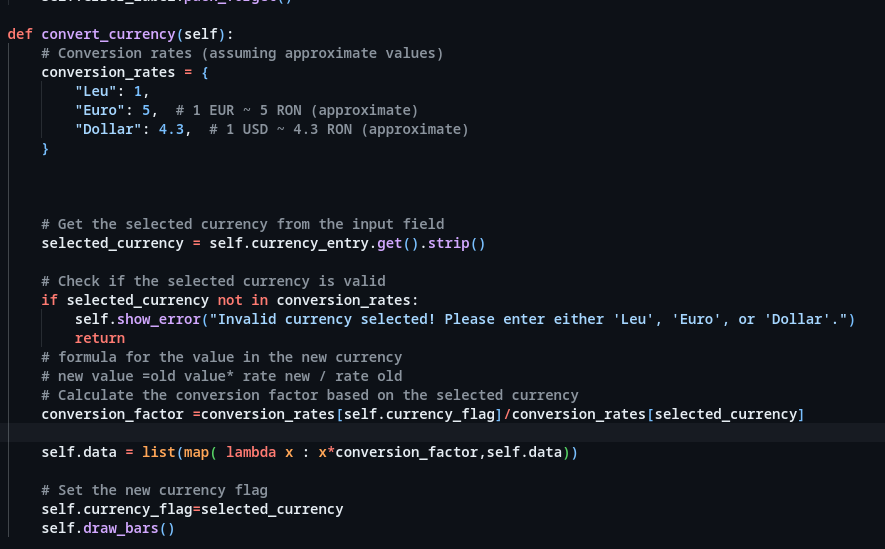 def convert_currency(self):
    # Conversion rates (assuming approximate values)
    conversion_rates = {
        "Leu": 1,
        "Euro": 5,  # 1 EUR ~ 5 RON (approximate)
        "Dollar": 4.3,  # 1 USD ~ 4.3 RON (approximate)
    }
    # Get the selected currency from the input field
    selected_currency = self.currency_entry.get().strip()
    # Check if the selected currency is valid
    if selected_currency not in conversion_rates:
        self.show_error("Invalid currency selected! Please enter either 'Leu', 'Euro', or 'Dollar'.")
        return
    # formula for the value in the new currency
    # new value =old value* rate new / rate old
    # Calculate the conversion factor based on the selected currency
    conversion_factor =conversion_rates[self.currency_flag]/conversion_rates[selected_currency]
    self.data = list(map( lambda x : x*conversion_factor,self.data))
    # Set the new currency flag
    self.currency_flag=selected_currency
    self.draw_bars()